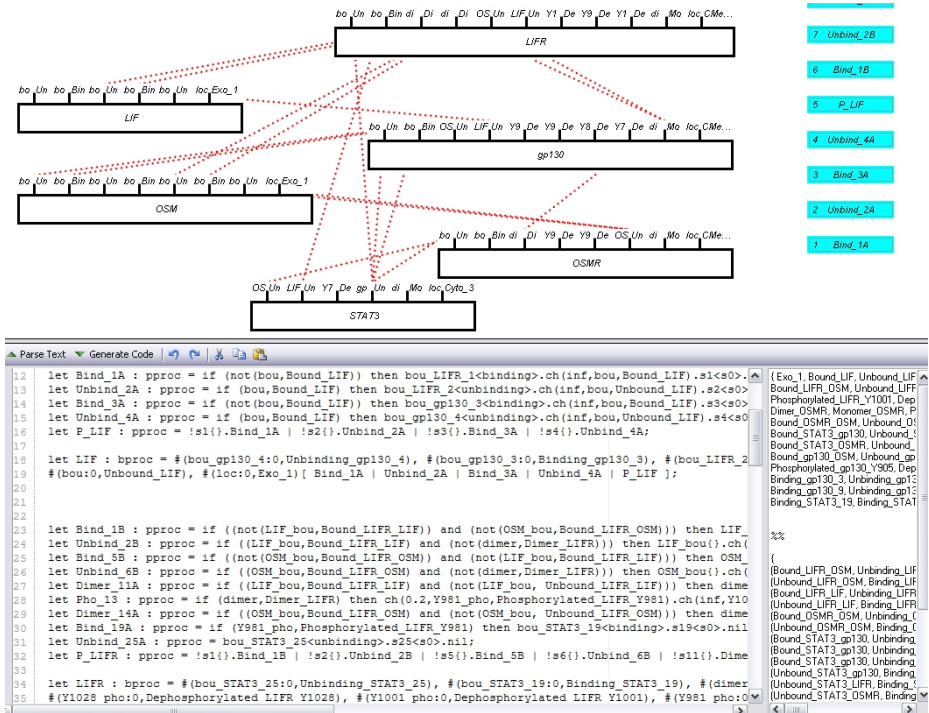 bo Un bo Bin di Di di Di OS Un LIF Un Y1 De Y9 De Y1 De di Mo loc CMe...
LIFR
7 Unbind_2B
6 Bind_1B
bo Un bo Bin bo Un bo Bin bo Un loc Exo_1
LIF
5 P_LIF
bo Un bo Bin OS Un LIF Un Y9 De Y9 De Y8 De Y7 De di Mo loc CMe...
gp130
4 Unbind_4A
3 Bind_3A
bo Un bo Bin bo Un bo Bin bo Un bo Bin bo Un loc Exo_1
OSM
2 Unbind_2A
bo Un bo Bin di Di Y9 De Y9 De OS Un di Mo loc CMe...
OSMR
1 Bind_1A
OS Un LIF Un Y7 De gp Un di Mo loc Cyto_3
STAT3
Parse Text Generate Code
12 let Bind_1A : pproc = if (not(bou,Bound_LIF)) then bou_LIFR_1<binding>.ch(inf,bou,Bound_LIF).s1<s0>.
13 let Unbind_2A : pproc = if (bou,Bound_LIF) then bou_LIFR_2<unbinding>.ch(inf,bou,Unbound_LIF).s2<s0>
14 let Bind_3A : pproc = if (not(bou,Bound_LIF)) then bou_gp130_3<binding>.ch(inf,bou,Bound_LIF).s3<s0>
15 let Unbind_4A : pproc = if (bou,Bound_LIF) then bou_gp130_4<unbinding>.ch(inf,bou,Unbound_LIF).s4<s0
16 let P_LIF : pproc = !s1{}.Bind_1A | !s2{}.Unbind_2A | !s3{}.Bind_3A | !s4{}.Unbind_4A;
17
18 let LIF : bproc = #(bou_gp130_4:0,Unbinding_gp130_4), #(bou_gp130_3:0,Binding_gp130_3), #(bou_LIFR_2
19 #(bou:0,Unbound_LIF), #(loc:0,Exo_1)[ Bind_1A | Unbind_2A | Bind_3A | Unbind_4A | P_LIF ];
20
21
22
23 let Bind_1B : pproc = if ((not(LIF_bou,Bound_LIFR_LIF)) and (not(OSM_bou,Bound_LIFR_OSM))) then LIF_
24 let Unbind_2B : pproc = if ((LIF_bou,Bound_LIFR_LIF) and (not(dimer,Dimer_LIFR))) then LIF_bou{}.ch(
25 let Bind_5B : pproc = if ((not(OSM_bou,Bound_LIFR_OSM)) and (not(LIF_bou,Bound_LIFR_LIF))) then OSM_
26 let Unbind_6B : pproc = if ((OSM_bou,Bound_LIFR_OSM) and (not(dimer,Dimer_LIFR))) then OSM_bou{}.ch(
27 let Dimer_11A : pproc = if ((LIF_bou,Bound_LIFR_LIF) and (not(LIF_bou, Unbound_LIFR_LIF))) then dime
28 let Pho_13 : pproc = if (dimer,Dimer_LIFR) then ch(0.2,Y981_pho,Phosphorylated_LIFR_Y981).ch(inf,Y10
29 let Dimer_14A : pproc = if ((OSM_bou,Bound_LIFR_OSM) and (not(OSM_bou, Unbound_LIFR_OSM))) then dime
30 let Bind_19A : pproc = if (Y981_pho,Phosphorylated_LIFR_Y981) then bou_STAT3_19<binding>.s19<s0>.nil
31 let Unbind_25A : pproc = bou_STAT3_25<unbinding>.s25<s0>.nil;
32 let P_LIFR : pproc = !s1{}.Bind_1B | !s2{}.Unbind_2B | !s5{}.Bind_5B | !s6{}.Unbind_6B | !s11{}.Dime
33
34 let LIFR : bproc = #(bou_STAT3_25:0,Unbinding_STAT3_25), #(bou_STAT3_19:0,Binding_STAT3_19), #(dimer
35 #(Y1028_pho:0,Dephosphorylated_LIFR_Y1028), #(Y1001_pho:0,Dephosphorylated_LIFR_Y1001), #(Y981_pho:0
{ Exo_1, Bound_LIF, Unbound_LIF
Bound_LIFR_OSM, Unbound_LIF
Phosphorylated_LIFR_Y1001, Dep
Dimer_OSMR, Monomer_OSMR, P
Bound_OSMR_OSM, Unbound_OS
Bound_STAT3_gp130, Unbound_S
Bound_STAT3_OSMR, Unbound_
Bound_gp130_OSM, Unbound_gp
Phosphorylated_gp130_Y905, Dep
Binding_gp130_3, Unbinding_gp13
Binding_gp130_9, Unbinding_gp13
Binding_STAT3_19, Binding_STAT
%%
{
(Bound_LIFR_OSM, Unbinding_LIF
(Unbound_LIFR_OSM, Binding_LIF
(Bound_LIFR_LIF, Unbinding_LIFR
(Unbound_LIFR_LIF, Binding_LIFR
(Bound_OSMR_OSM, Unbinding_O
(Unbound_OSMR_OSM, Binding_O
(Bound_STAT3_gp130, Unbinding_
(Bound_STAT3_gp130, Unbinding_
(Bound_STAT3_gp130, Unbinding_
(Unbound_STAT3_gp130, Binding_
(Unbound_STAT3_LIFR, Binding_S
(Unbound_STAT3_OSMR, Binding_